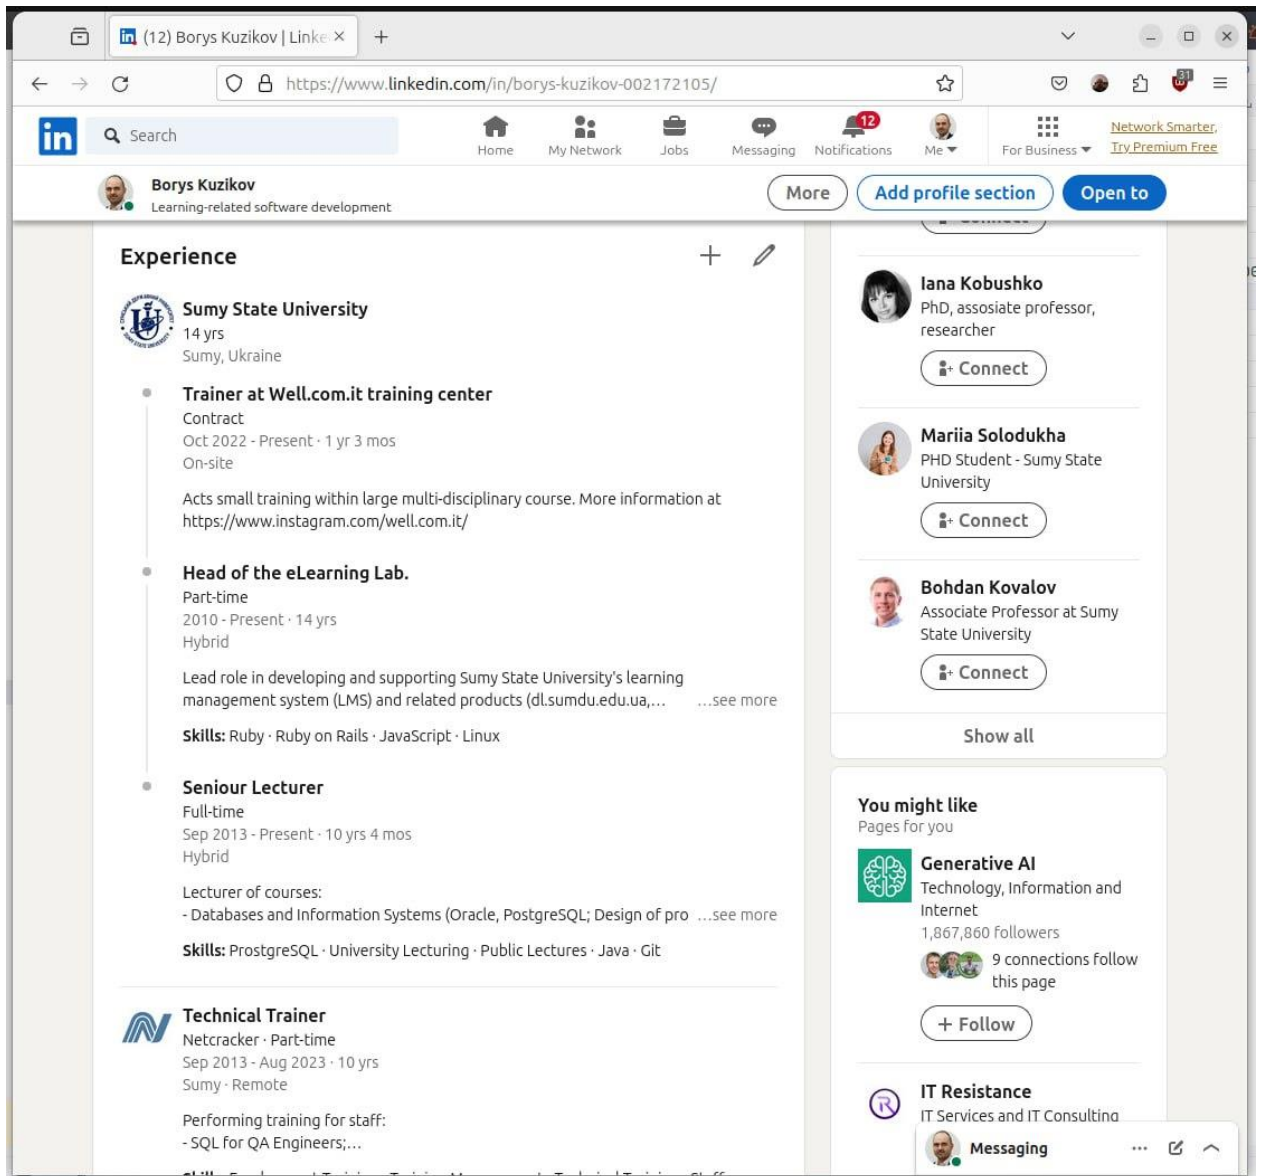 (12) Borys Kuzikov | Linke
https://www.linkedin.com/in/borys-kuzikov-002172105/
31
in
Search
Home
My Network
Jobs
Messaging
12
Notifications
Me
For Business
Network Smarter,
Try Premium Free
Borys Kuzikov
Learning-related software development
More
Add profile section
Open to
Experience
Sumy State University
14 yrs
Sumy, Ukraine
Trainer at Well.com.it training center
Contract
Oct 2022 - Present · 1 yr 3 mos
On-site
Acts small training within large multi-disciplinary course. More information at
https://www.instagram.com/well.com.it/
Head of the eLearning Lab.
Part-time
2010 - Present · 14 yrs
Hybrid
Lead role in developing and supporting Sumy State University's learning
management system (LMS) and related products (dl.sumdu.edu.ua,… …see more
Skills: Ruby · Ruby on Rails · JavaScript · Linux
Seniour Lecturer
Full-time
Sep 2013 - Present · 10 yrs 4 mos
Hybrid
Lecturer of courses:
- Databases and Information Systems (Oracle, PostgreSQL; Design of pro …see more
Skills: ProstgreSQL · University Lecturing · Public Lectures · Java · Git
Technical Trainer
Netcracker · Part-time
Sep 2013 - Aug 2023 · 10 yrs
Sumy · Remote
Performing training for staff:
- SQL for QA Engineers;…
Iana Kobushko
PhD, assosiate professor,
researcher
Connect
Mariia Solodukha
PHD Student - Sumy State
University
Connect
Bohdan Kovalov
Associate Professor at Sumy
State University
Connect
Show all
You might like
Pages for you
Generative AI
Technology, Information and
Internet
1,867,860 followers
9 connections follow
this page
+ Follow
IT Resistance
IT Services and IT Consulting
Messaging